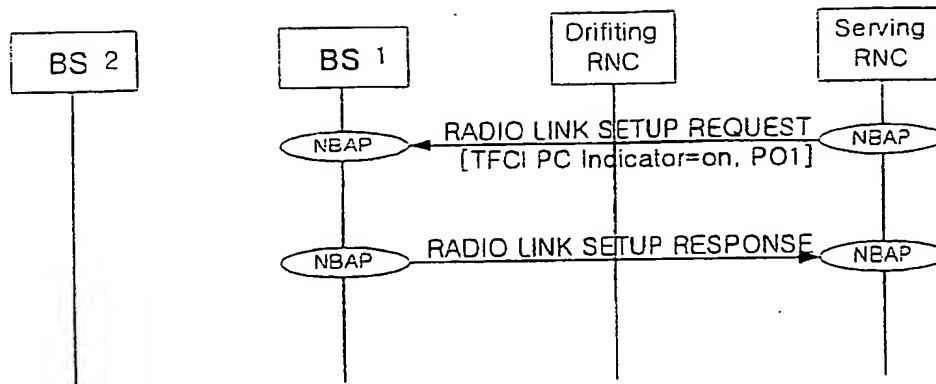 BS 2
BS 1
Drifiting
RNC
Serving
RNC
NBAP
RADIO LINK SETUP REQUEST
[TFCI PC Indicator=on, PO1]
NBAP
NBAP
RADIO LINK SETUP RESPONSE
NBAP